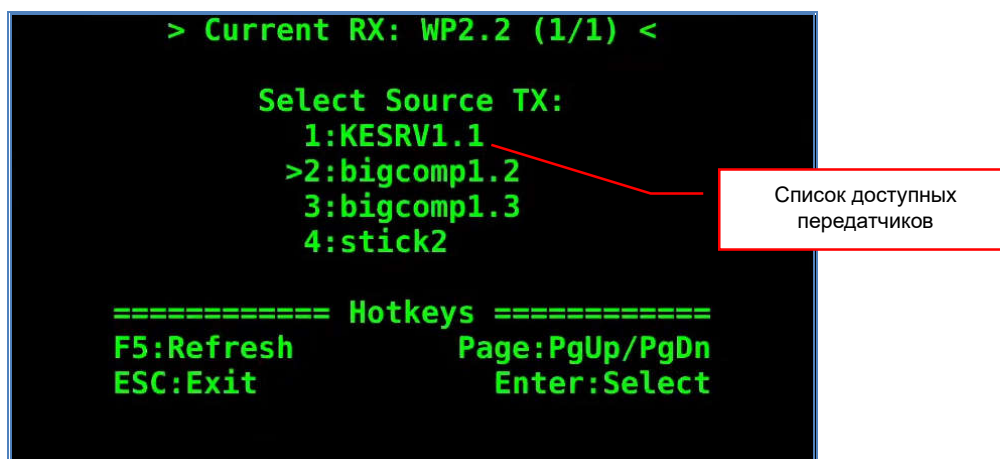 > Current RX: WP2.2 (1/1) <
Select Source TX:
1:KESRV1.1
>2:bigcomp1.2
3:bigcomp1.3
4:stick2
Список доступных
передатчиков
============ Hotkeys ============
F5:Refresh Page:PgUp/PgDn
ESC:Exit Enter:Select